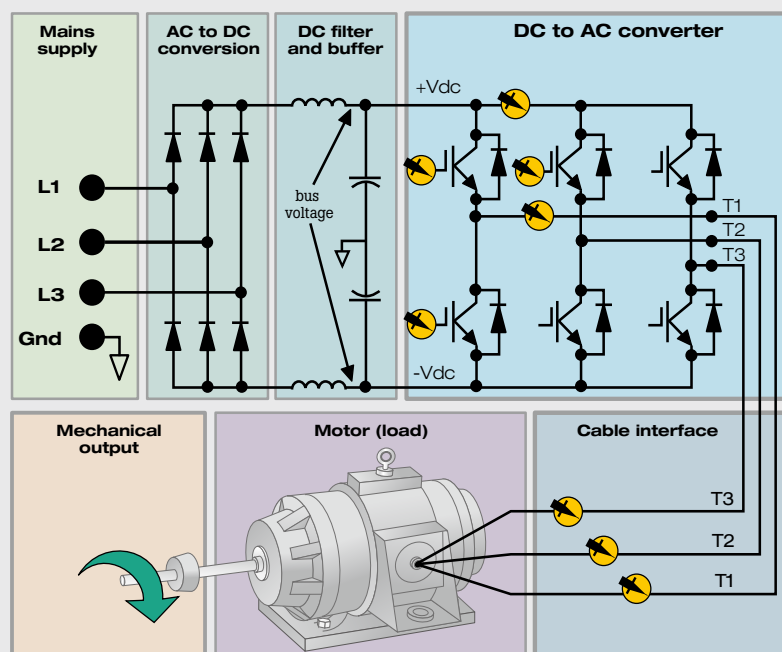 Mains
supply
AC to DC
conversion
DC filter
and buffer
DC to AC converter
+Vdc
L1
bus
voltage
T1
L2
T2
T3
L3
Gnd
-Vdc
Mechanical
output
Motor (load)
Cable interface
T3
T2
T1